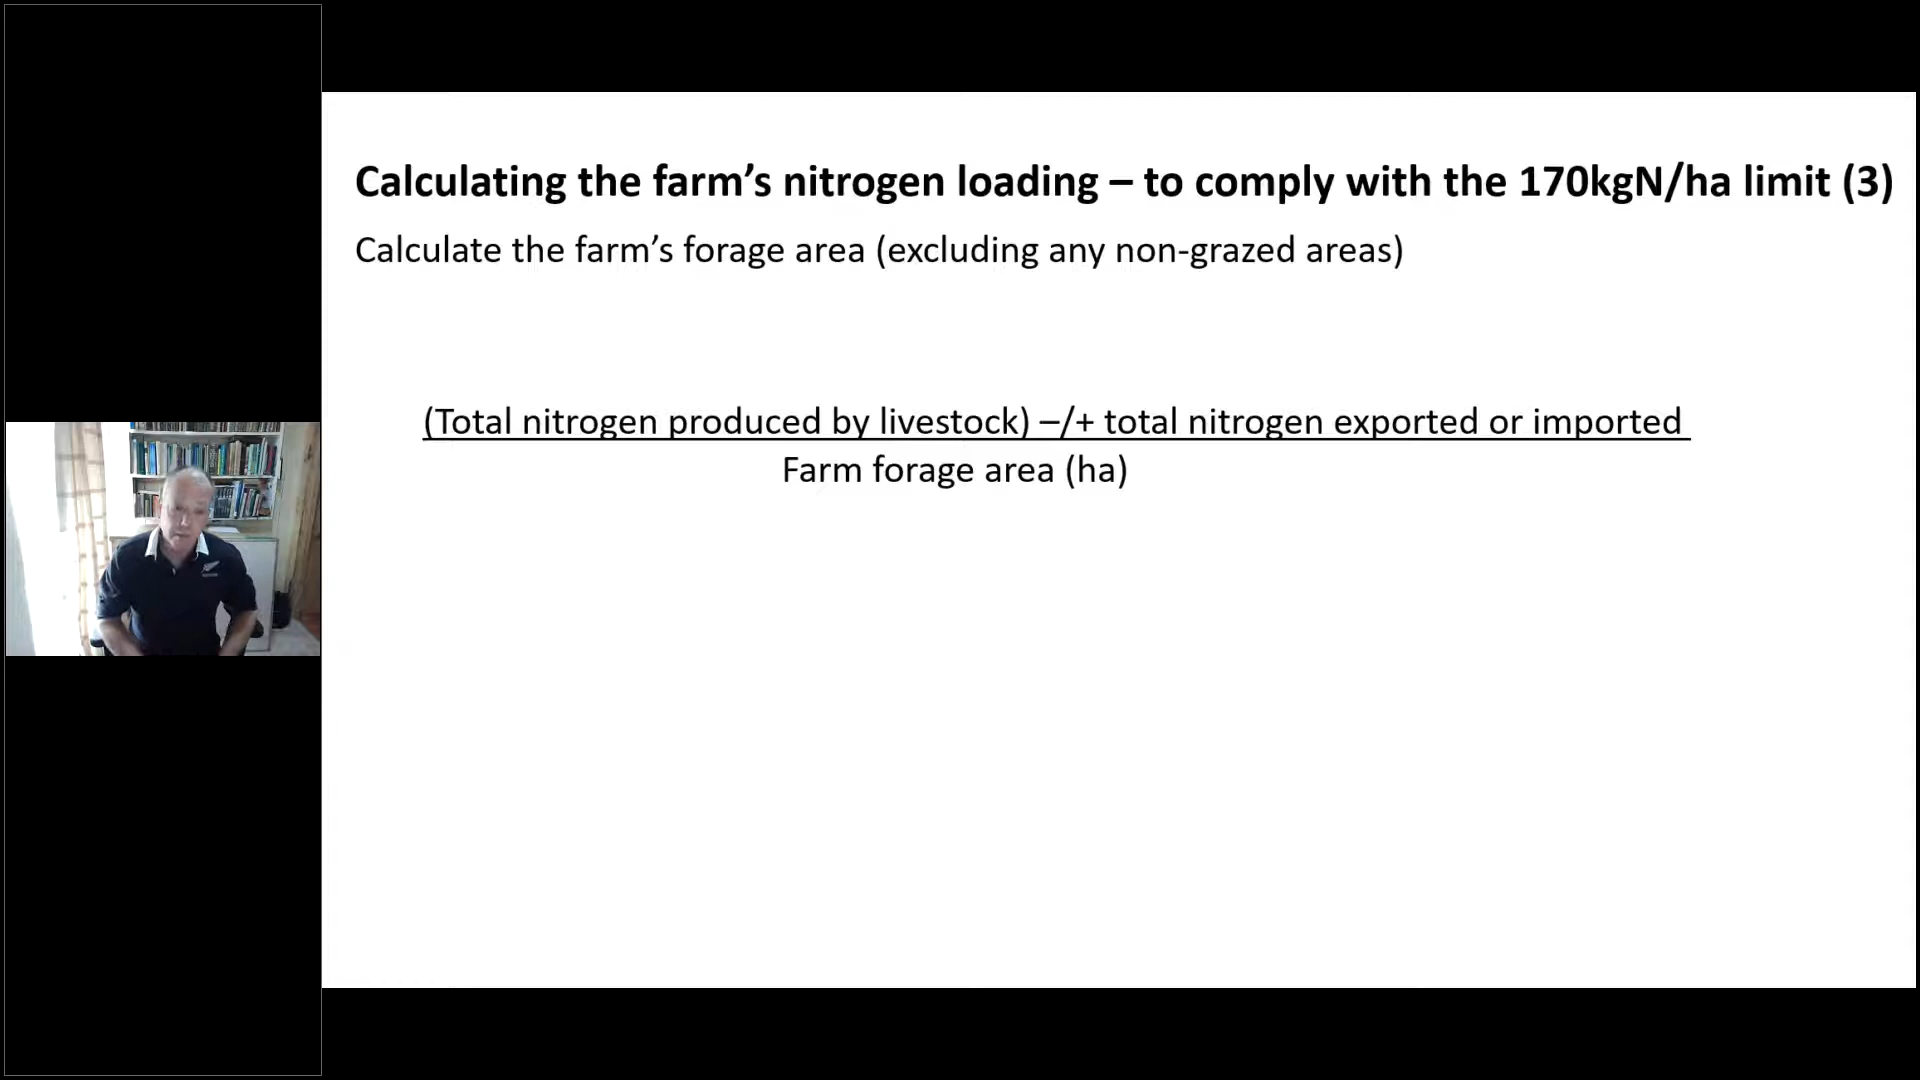 Calculating the farm’s nitrogen loading – to comply with the 170kgN/ha limit (3)
Calculate the farm’s forage area (excluding any non-grazed areas)
(Total nitrogen produced by livestock) –/+ total nitrogen exported or imported
Farm forage area (ha)